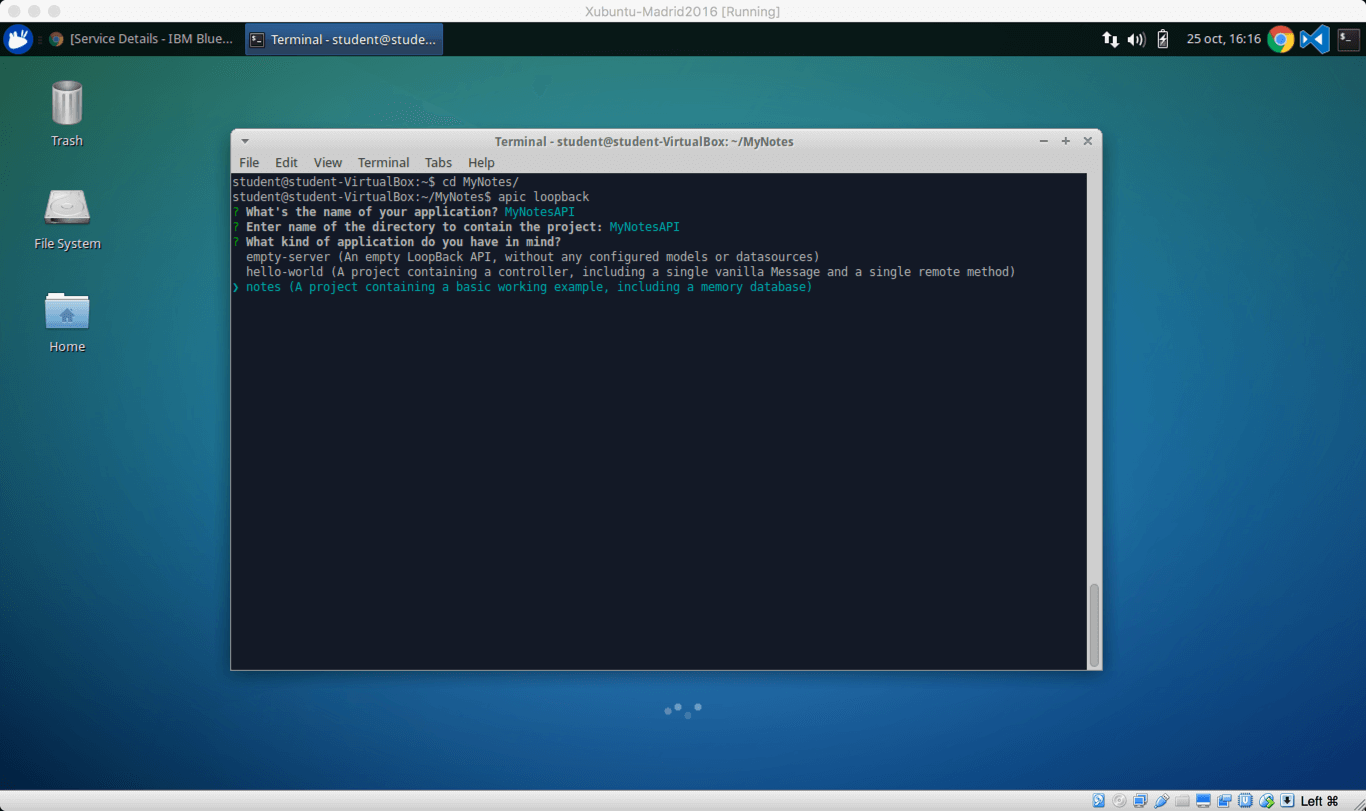 Xubuntu-Madrid2016 [Running]
[Service Details - IBM Blue...
Terminal - student@stude...
25 oct, 16:16
Trash
File System
Home
Terminal - student@student-VirtualBox: ~/MyNotes
File Edit View Terminal Tabs Help
student@student-VirtualBox:~$ cd MyNotes/
student@student-VirtualBox:~/MyNotes$ apic loopback
? What's the name of your application? MyNotesAPI
? Enter name of the directory to contain the project: MyNotesAPI
? What kind of application do you have in mind?
empty-server (An empty LoopBack API, without any configured models or datasources)
hello-world (A project containing a controller, including a single vanilla Message and a single remote method)
❯ notes (A project containing a basic working example, including a memory database)
Left ⌘